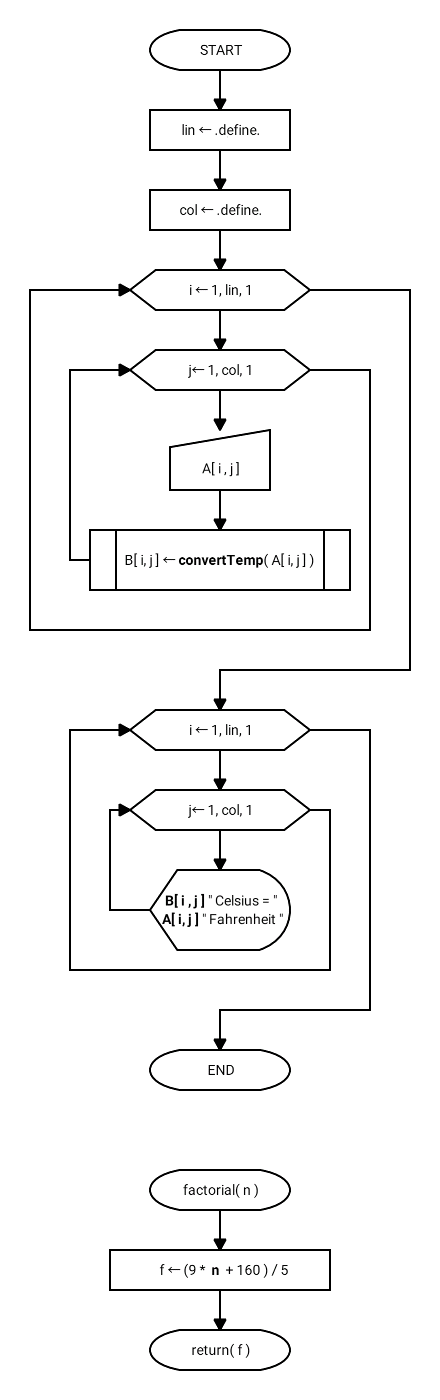 START
lin ← .define.
col ← .define.
i ← 1, lin, 1
j ← 1, col, 1
A[ i , j ]
B[ i, j ] ← convertTemp( A[ i, j ] )
i ← 1, lin, 1
j ← 1, col, 1
B[ i , j ] " Celsius = "
A[ i, j ] " Fahrenheit "
END
factorial( n )
f ← (9 * n + 160 ) / 5
return( f )